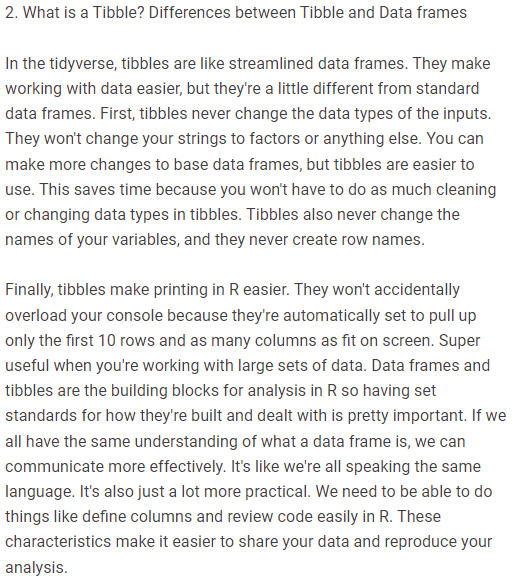 2. What is a Tibble? Differences between Tibble and Data frames
In the tidyverse, tibbles are like streamlined data frames. They make
working with data easier, but they're a little different from standard
data frames. First, tibbles never change the data types of the inputs.
They won't change your strings to factors or anything else. You can
make more changes to base data frames, but tibbles are easier to
use. This saves time because you won't have to do as much cleaning
or changing data types in tibbles. Tibbles also never change the
names of your variables, and they never create row names.
Finally, tibbles make printing in R easier. They won't accidentally
overload your console because they're automatically set to pull up
only the first 10 rows and as many columns as fit on screen. Super
useful when you're working with large sets of data. Data frames and
tibbles are the building blocks for analysis in R so having set
standards for how they're built and dealt with is pretty important. If we
all have the same understanding of what a data frame is, we can
communicate more effectively. It's like we're all speaking the same
language. It's also just a lot more practical. We need to be able to do
things like define columns and review code easily in R. These
characteristics make it easier to share your data and reproduce your
analysis.